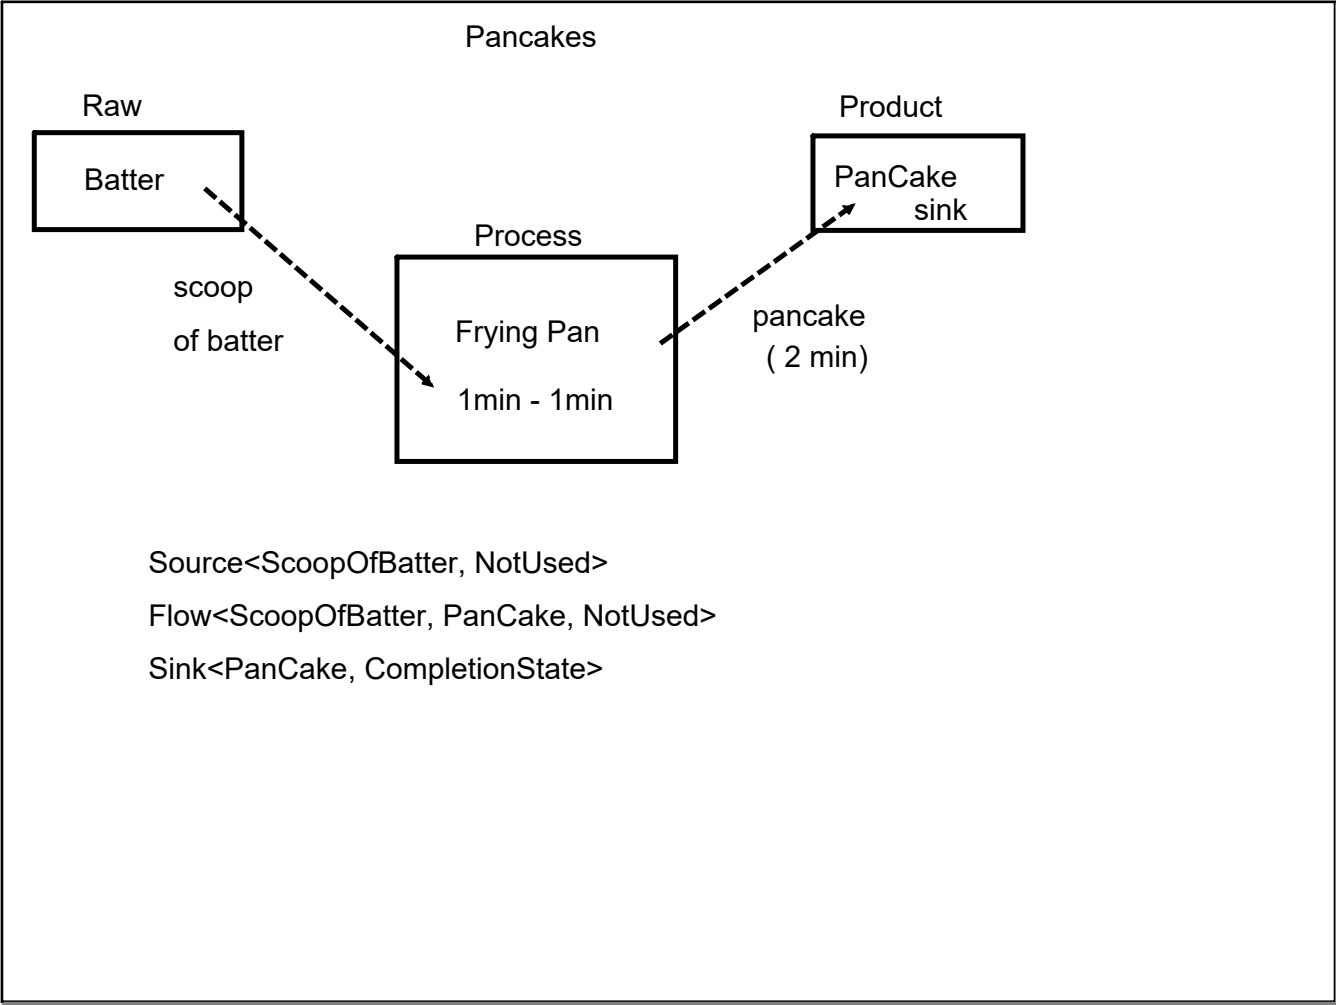 Pancakes
Raw
Batter
scoop
of batter
Process
Frying Pan
1min - 1min
Product
PanCake
sink
pancake
( 2 min)
Source<ScoopOfBatter, NotUsed>
Flow<ScoopOfBatter, PanCake, NotUsed>
Sink<PanCake, CompletionState>